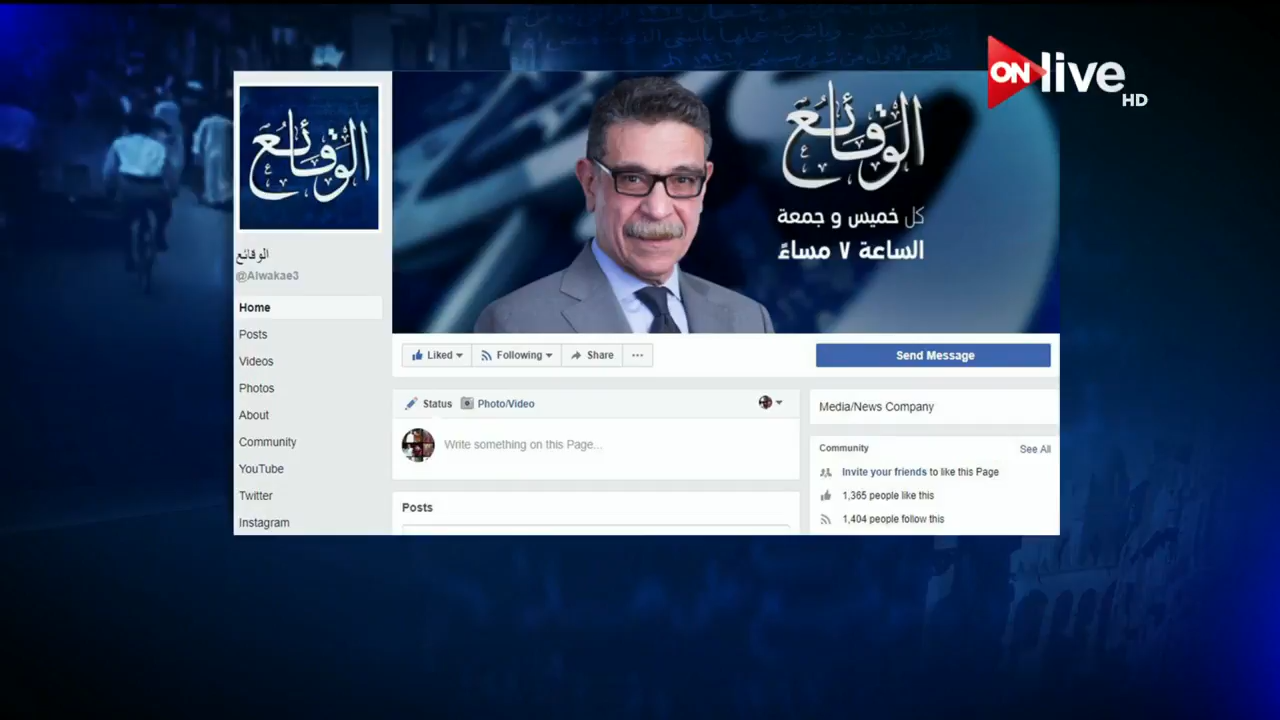 ON live HD
الوقائع
الوقائع
كل خميس و جمعة
الساعة ٧ مساءً
الوقائع
@Alwakae3
Home
Posts
Videos
Photos
About
Community
YouTube
Twitter
Instagram
Liked
Following
Share
Send Message
Status
Photo/Video
Write something on this Page...
Posts
Media/News Company
Community
See All
Invite your friends to like this Page
1,365 people like this
1,404 people follow this